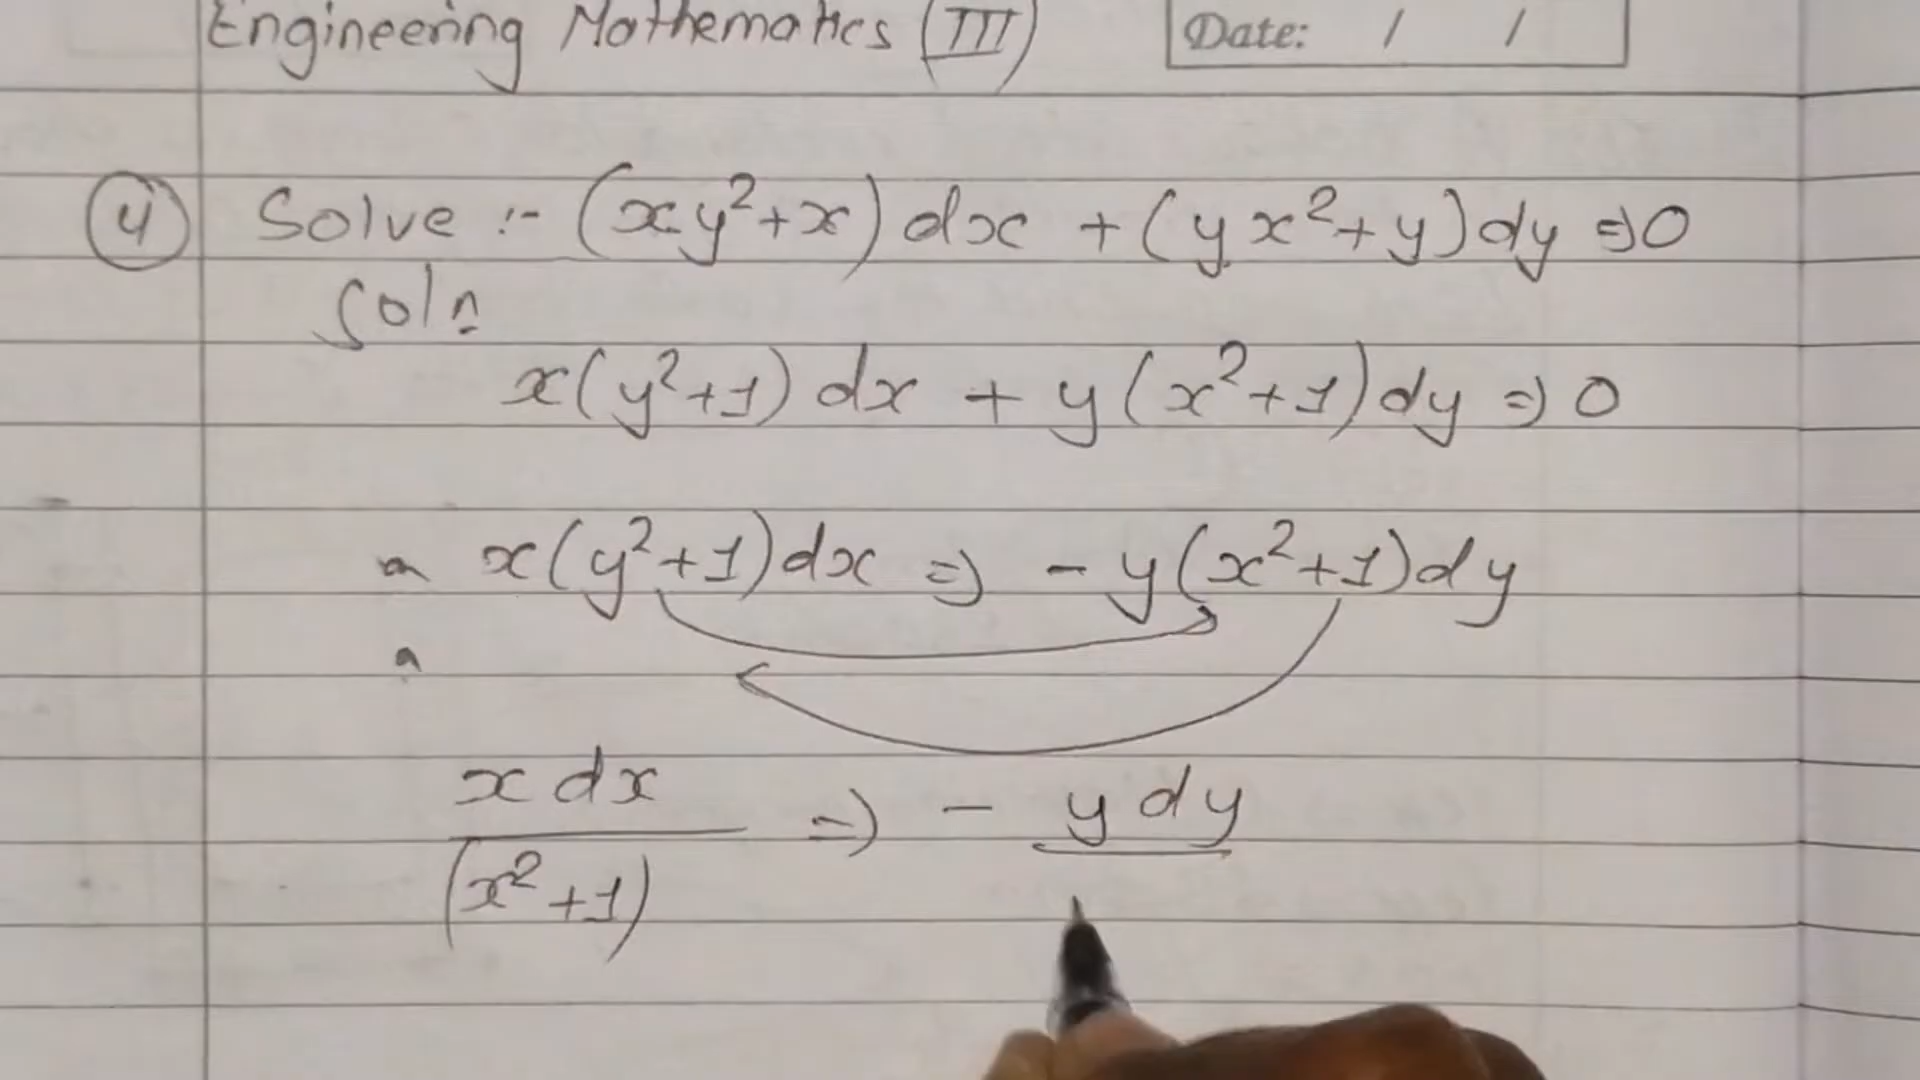 Engineering Mathematics (III) Date: / /
4 Solve :- (xy²+x) dx + (yx²+y) dy => 0
Soln
x(y²+1) dx + y(x²+1) dy => 0
x(y²+1) dx => - y(x²+1) dy
x dx => - y dy
(x²+1)